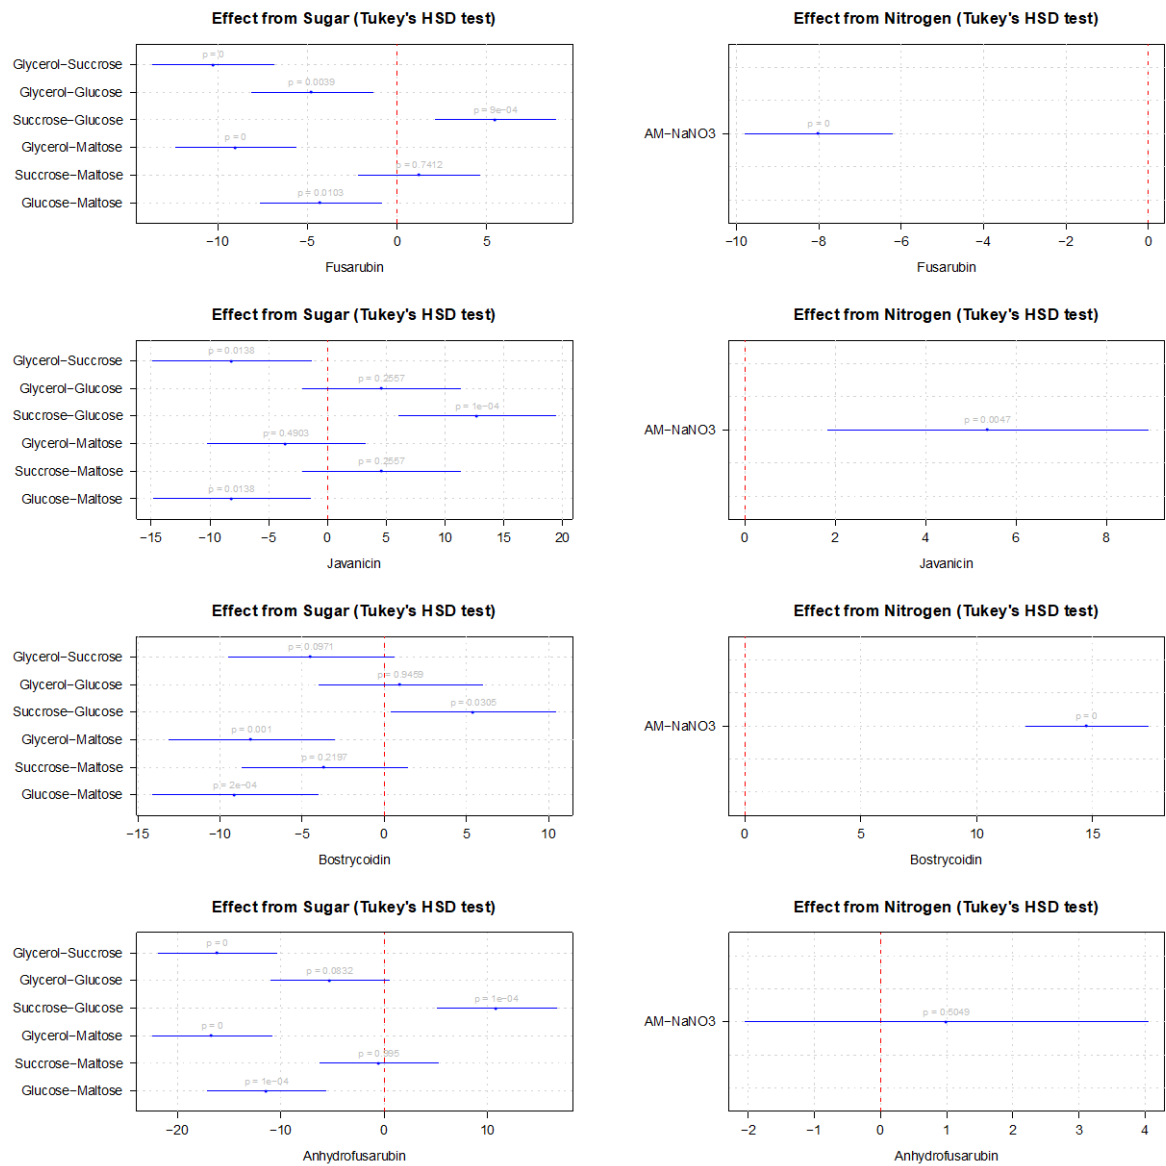 Effect from Sugar (Tukey's HSD test)
Glycerol−Succrose
Glycerol−Glucose
Succrose−Glucose
Glycerol−Maltose
Succrose−Maltose
Glucose−Maltose
p = 0
p = 0.0039
p = 9e−04
p = 0
p = 0.7412
p = 0.0103
−10 −5 0 5
Fusarubin
Effect from Nitrogen (Tukey's HSD test)
AM−NaNO3
p = 0
−10 −8 −6 −4 −2 0
Fusarubin
Effect from Sugar (Tukey's HSD test)
Glycerol−Succrose
Glycerol−Glucose
Succrose−Glucose
Glycerol−Maltose
Succrose−Maltose
Glucose−Maltose
p = 0.0138
p = 0.2557
p = 1e−04
p = 0.4903
p = 0.2557
p = 0.0138
−15 −10 −5 0 5 10 15 20
Javanicin
Effect from Nitrogen (Tukey's HSD test)
AM−NaNO3
p = 0.0047
0 2 4 6 8
Javanicin
Effect from Sugar (Tukey's HSD test)
Glycerol−Succrose
Glycerol−Glucose
Succrose−Glucose
Glycerol−Maltose
Succrose−Maltose
Glucose−Maltose
p = 0.0971
p = 0.9459
p = 0.0305
p = 0.001
p = 0.2197
p = 2e−04
−15 −10 −5 0 5 10
Bostrycoidin
Effect from Nitrogen (Tukey's HSD test)
AM−NaNO3
p = 0
0 5 10 15
Bostrycoidin
Effect from Sugar (Tukey's HSD test)
Glycerol−Succrose
Glycerol−Glucose
Succrose−Glucose
Glycerol−Maltose
Succrose−Maltose
Glucose−Maltose
p = 0
p = 0.0832
p = 1e−04
p = 0
p = 0.995
p = 1e−04
−20 −10 0 10
Anhydrofusarubin
Effect from Nitrogen (Tukey's HSD test)
AM−NaNO3
p = 0.5049
−2 −1 0 1 2 3 4
Anhydrofusarubin